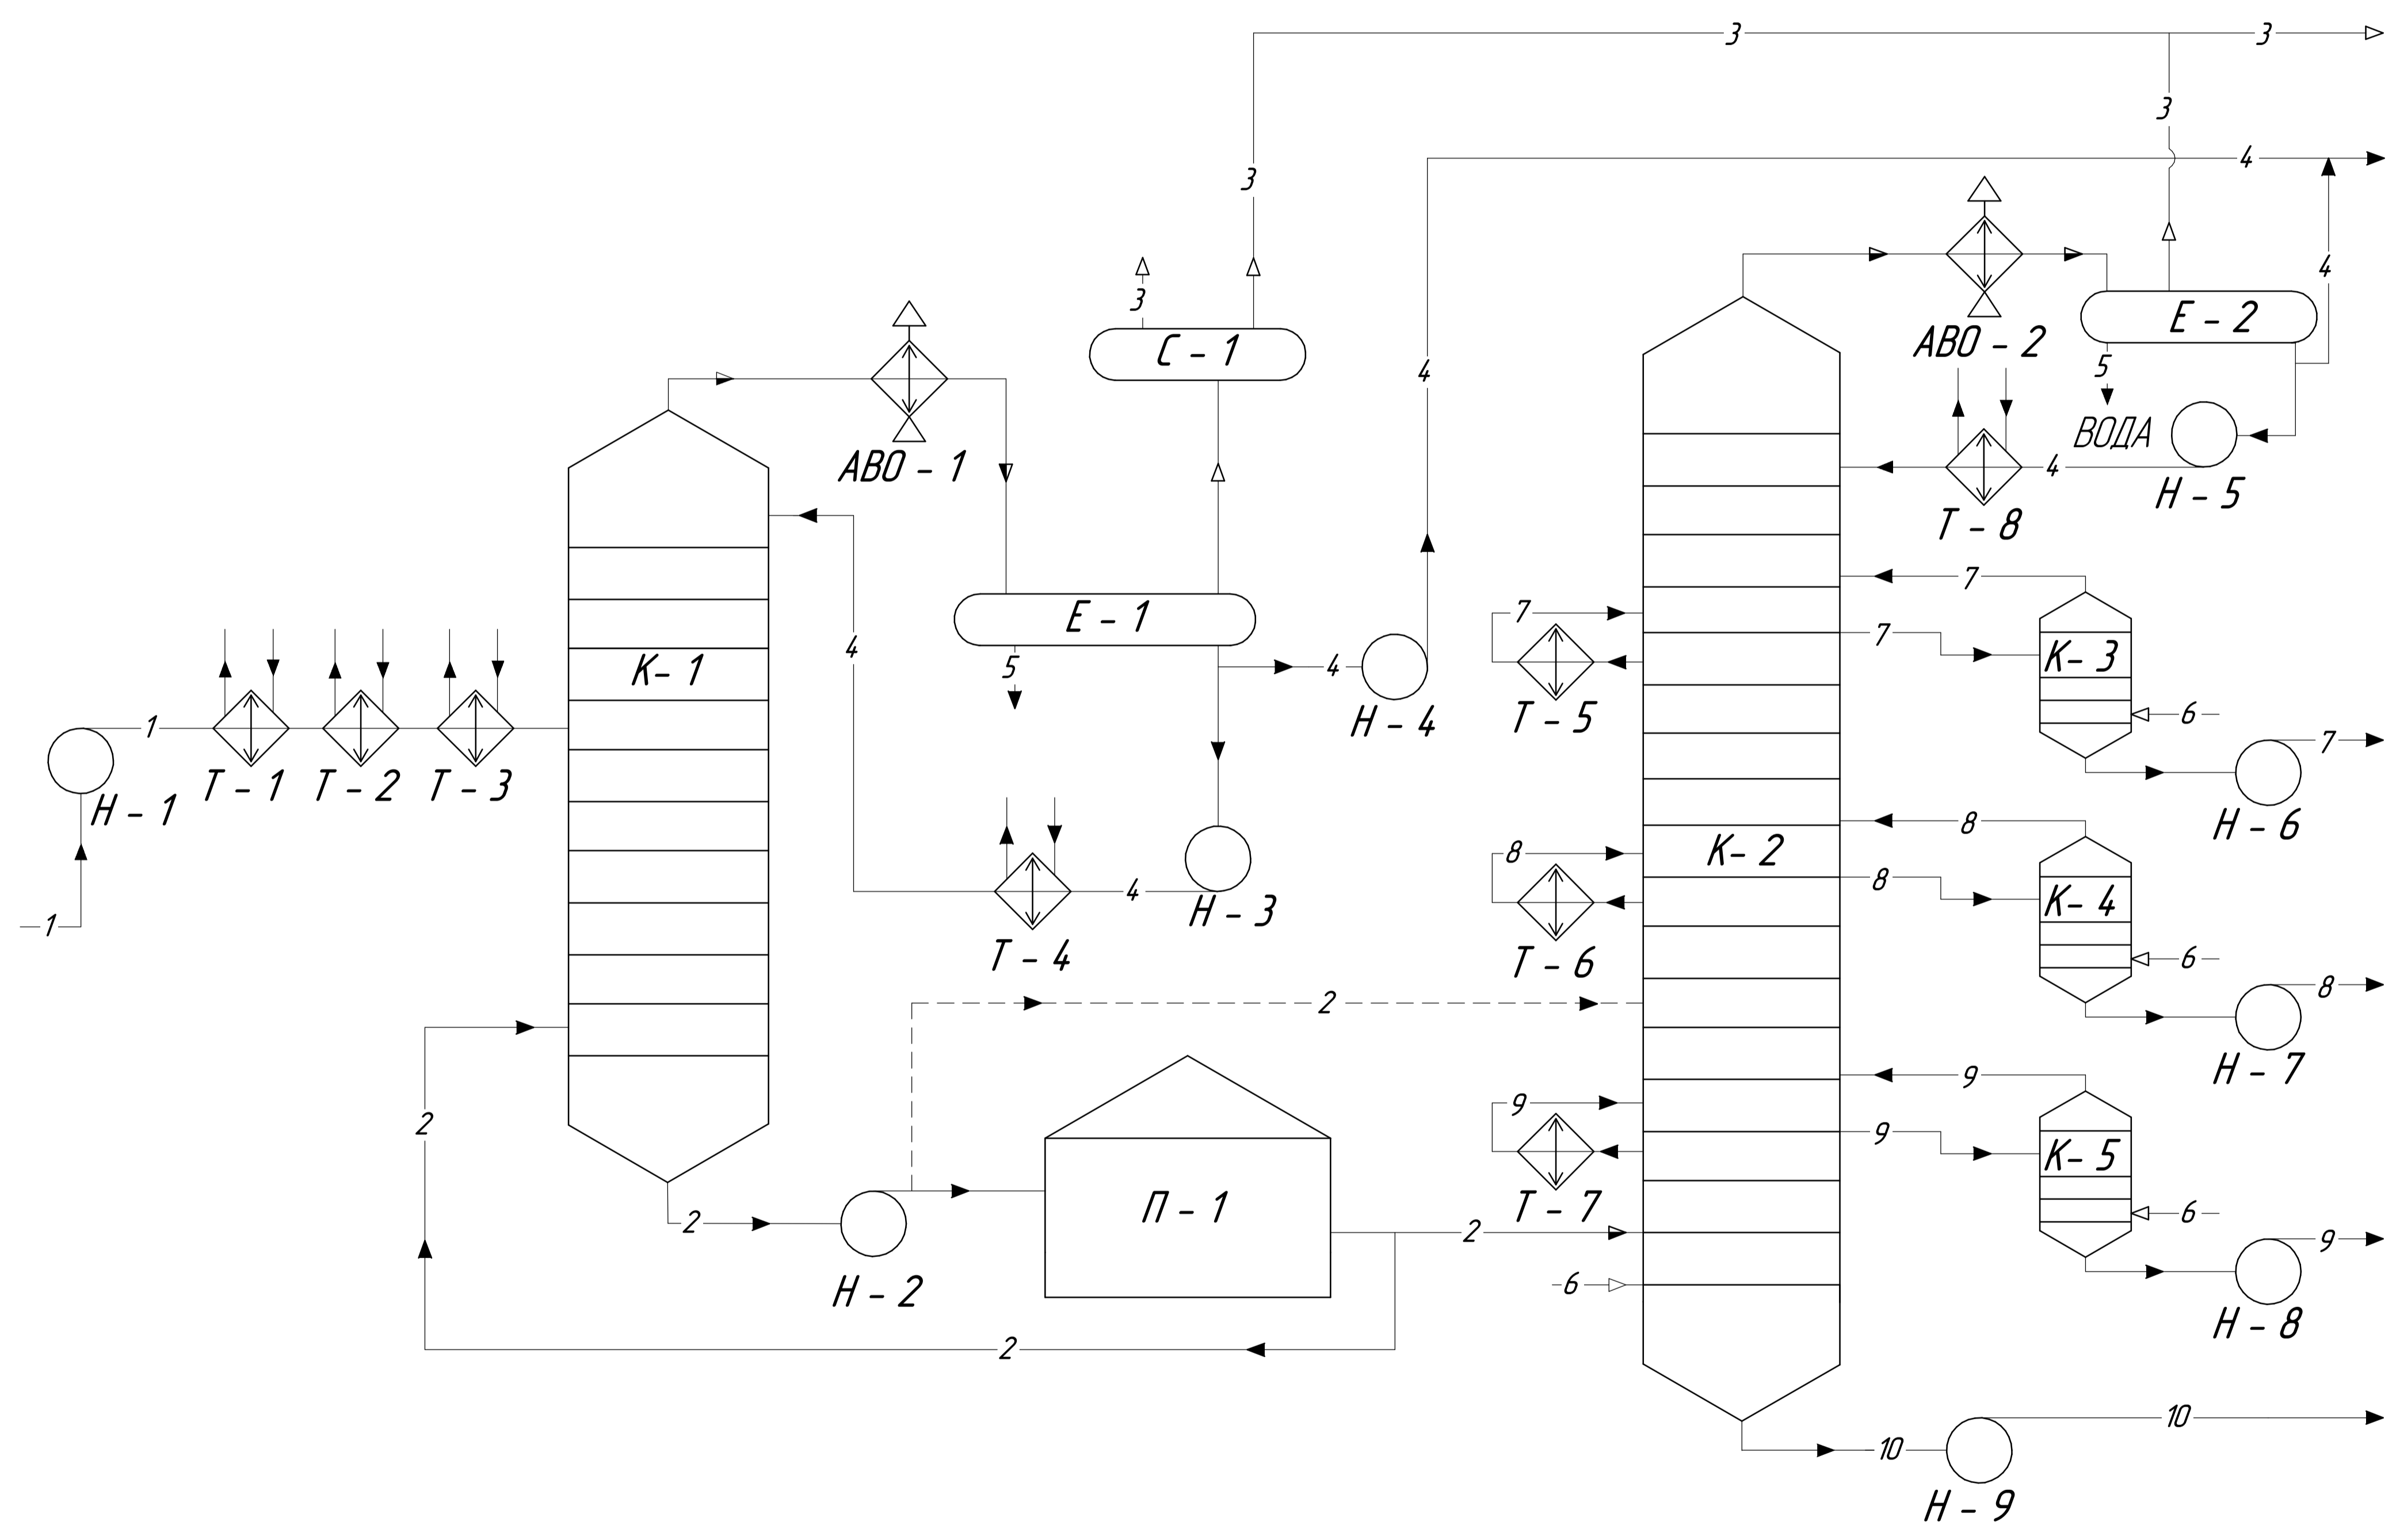 3
3
3
4
3
4
3
4
С - 1
Е - 2
АВО - 2
5
4
ВОДА
АВО - 1
4
Н - 5
Т - 8
7
7
Е - 1
7
4
5
4
К - 1
К - 3
Н - 4
Т - 5
6
1
7
Т - 1
Т - 2
Т - 3
Н - 1
Н - 6
8
8
К - 2
8
4
К - 4
Н - 3
1
Т - 4
Т - 6
6
8
2
Н - 7
9
9
2
9
К - 5
П - 1
Т - 7
6
2
2
9
Н - 2
6
Н - 8
2
10
10
Н - 9